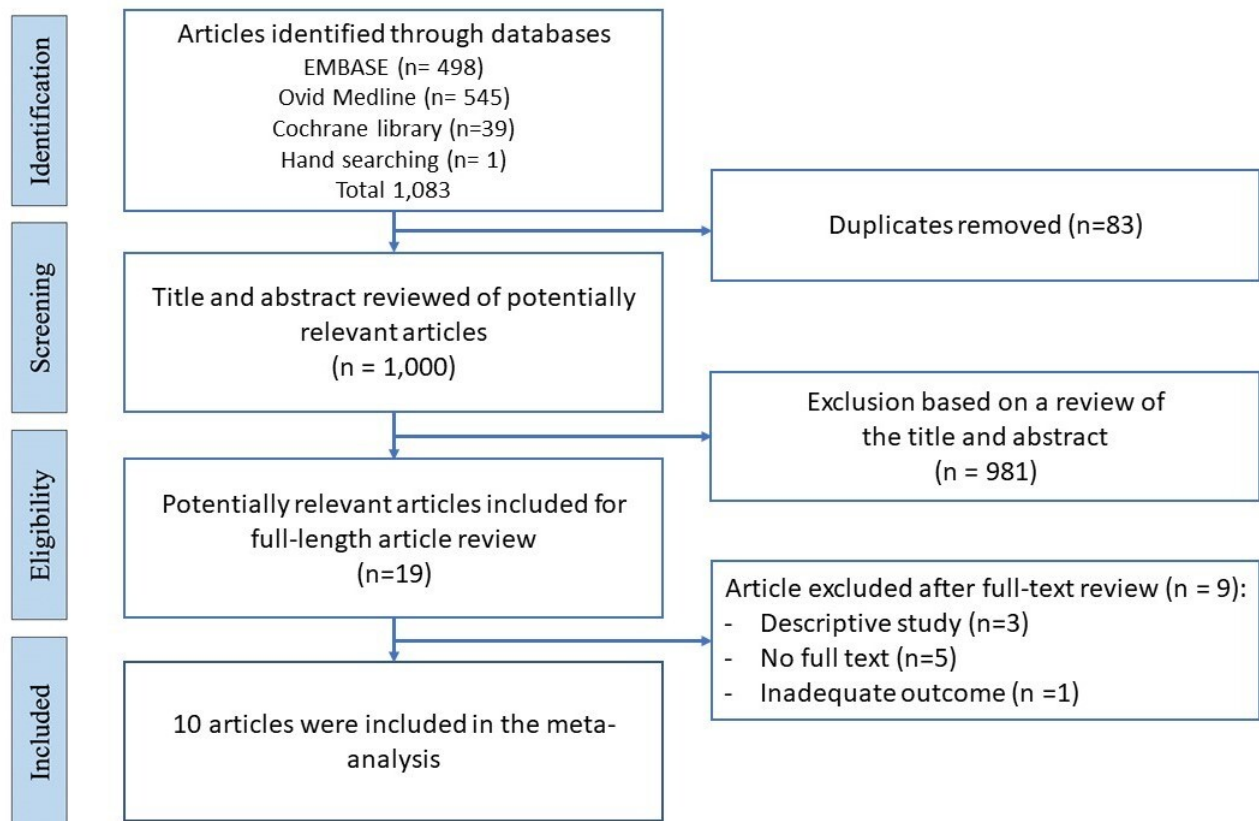 Identification
Articles identified through databases
EMBASE (n= 498)
Ovid Medline (n= 545)
Cochrane library (n=39)
Hand searching (n= 1)
Total 1,083
Duplicates removed (n=83)
Screening
Title and abstract reviewed of potentially
relevant articles
(n = 1,000)
Exclusion based on a review of
the title and abstract
(n = 981)
Eligibility
Potentially relevant articles included for
full-length article review
(n=19)
Article excluded after full-text review (n = 9):
- Descriptive study (n=3)
- No full text (n=5)
- Inadequate outcome (n =1)
Included
10 articles were included in the meta-
analysis